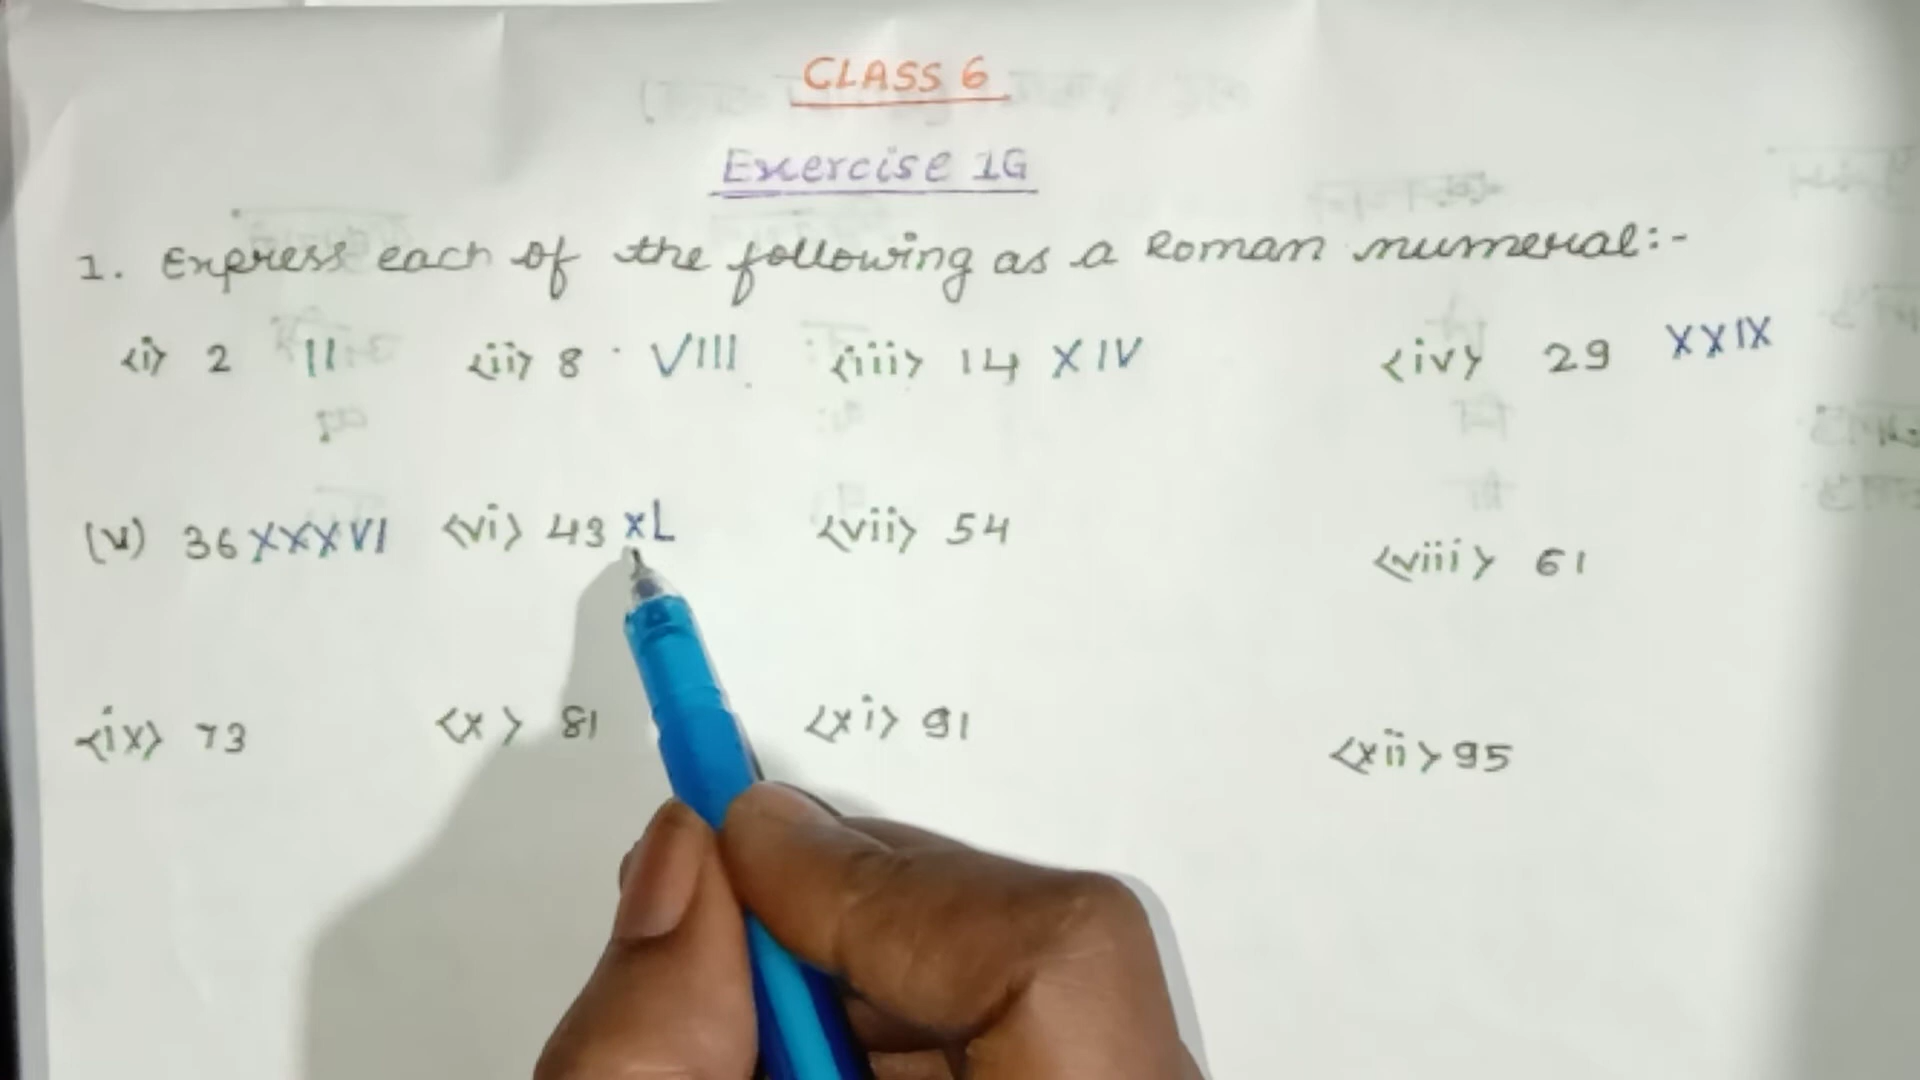 CLASS 6
Exercise 1G
1. Express each of the following as a Roman numeral:-
<i> 2 II <ii> 8 VIII <iii> 14 XIV <iv> 29 XXIX
(v) 36 XXXVI <vi> 43 XL <vii> 54 <viii> 61
<ix> 73 <x> 81 <xi> 91 <xii> 95